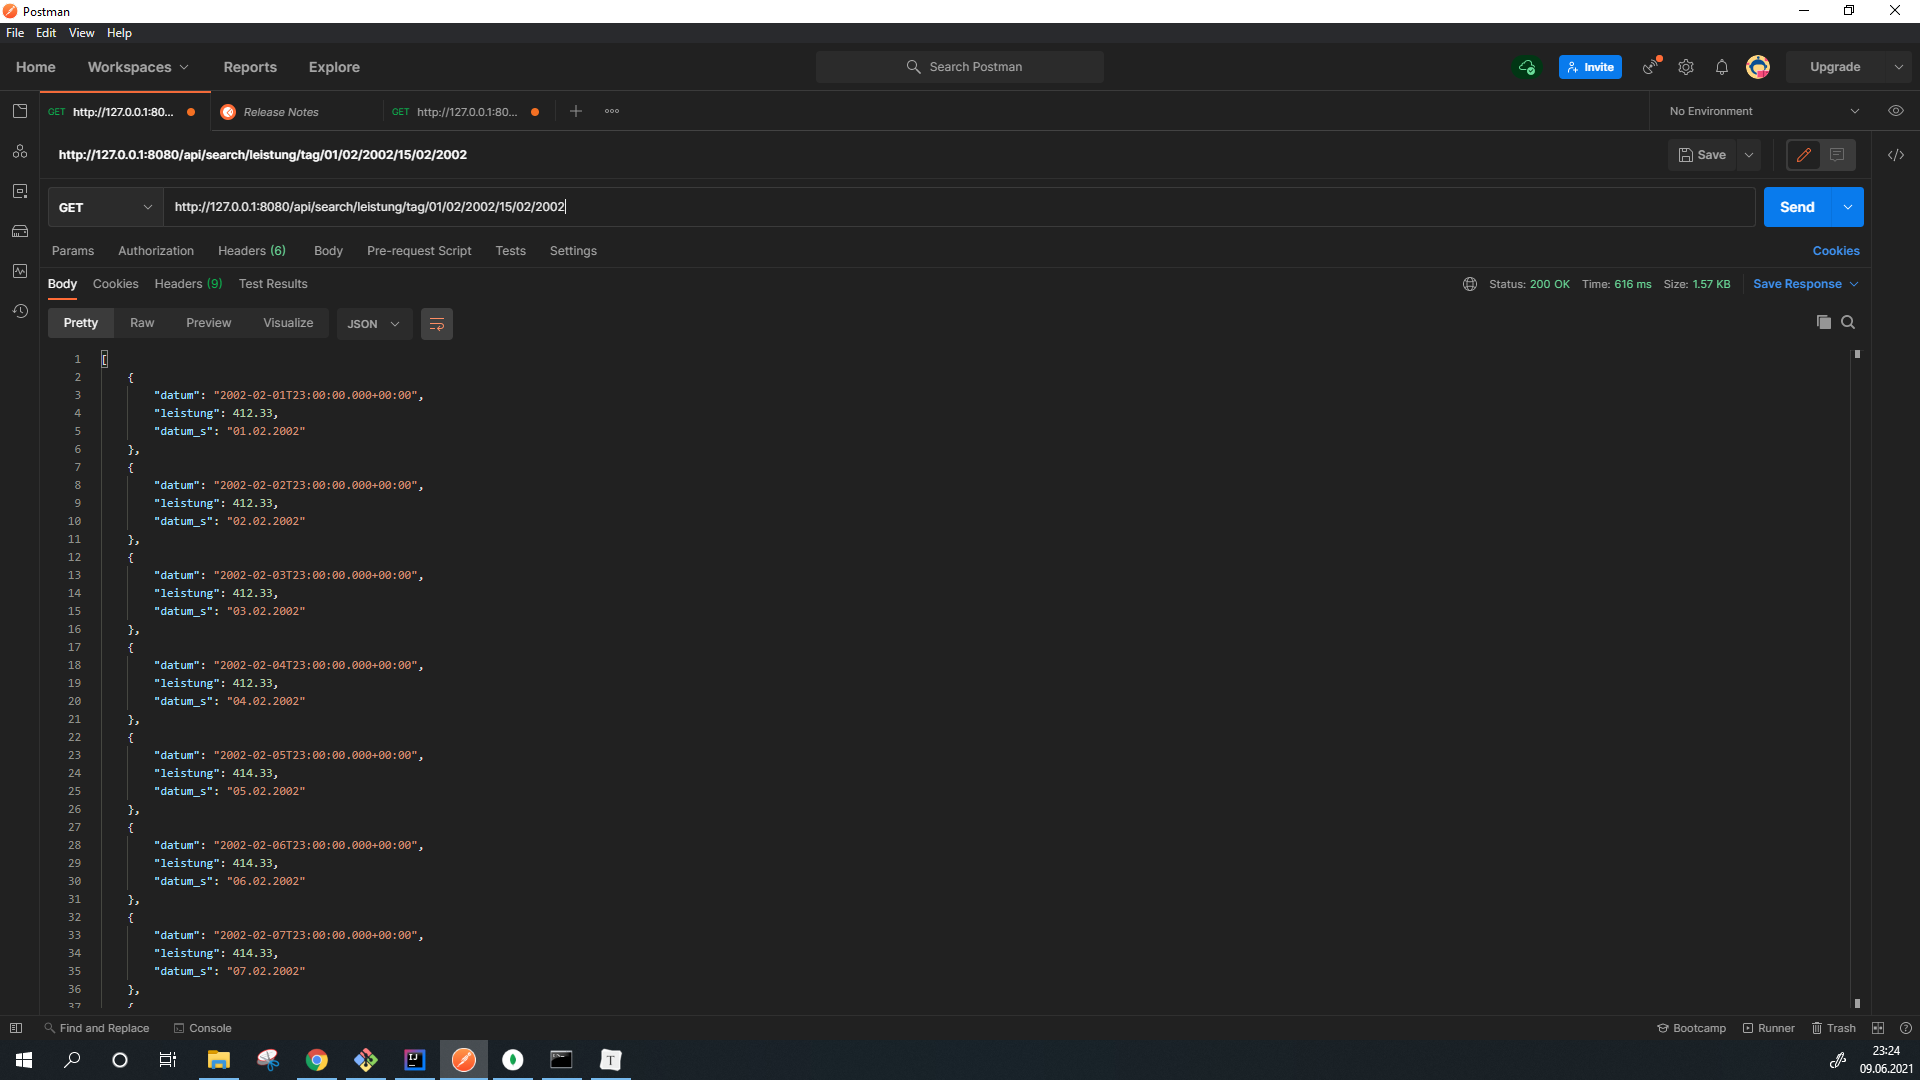 Postman
File Edit View Help
Home Workspaces Reports Explore Search Postman Invite Upgrade
GET http://127.0.0.1:80... Release Notes GET http://127.0.0.1:80... No Environment
http://127.0.0.1:8080/api/search/leistung/tag/01/02/2002/15/02/2002 Save
GET http://127.0.0.1:8080/api/search/leistung/tag/01/02/2002/15/02/2002 Send
Params Authorization Headers (6) Body Pre-request Script Tests Settings Cookies
Body Cookies Headers (9) Test Results Status: 200 OK Time: 616 ms Size: 1.57 KB Save Response
Pretty Raw Preview Visualize JSON
1 [
2 {
3 "datum": "2002-02-01T23:00:00.000+00:00",
4 "leistung": 412.33,
5 "datum_s": "01.02.2002"
6 },
7 {
8 "datum": "2002-02-02T23:00:00.000+00:00",
9 "leistung": 412.33,
10 "datum_s": "02.02.2002"
11 },
12 {
13 "datum": "2002-02-03T23:00:00.000+00:00",
14 "leistung": 412.33,
15 "datum_s": "03.02.2002"
16 },
17 {
18 "datum": "2002-02-04T23:00:00.000+00:00",
19 "leistung": 412.33,
20 "datum_s": "04.02.2002"
21 },
22 {
23 "datum": "2002-02-05T23:00:00.000+00:00",
24 "leistung": 414.33,
25 "datum_s": "05.02.2002"
26 },
27 {
28 "datum": "2002-02-06T23:00:00.000+00:00",
29 "leistung": 414.33,
30 "datum_s": "06.02.2002"
31 },
32 {
33 "datum": "2002-02-07T23:00:00.000+00:00",
34 "leistung": 414.33,
35 "datum_s": "07.02.2002"
36 },
37 {
Find and Replace Console Bootcamp Runner Trash
23:24
09.06.2021